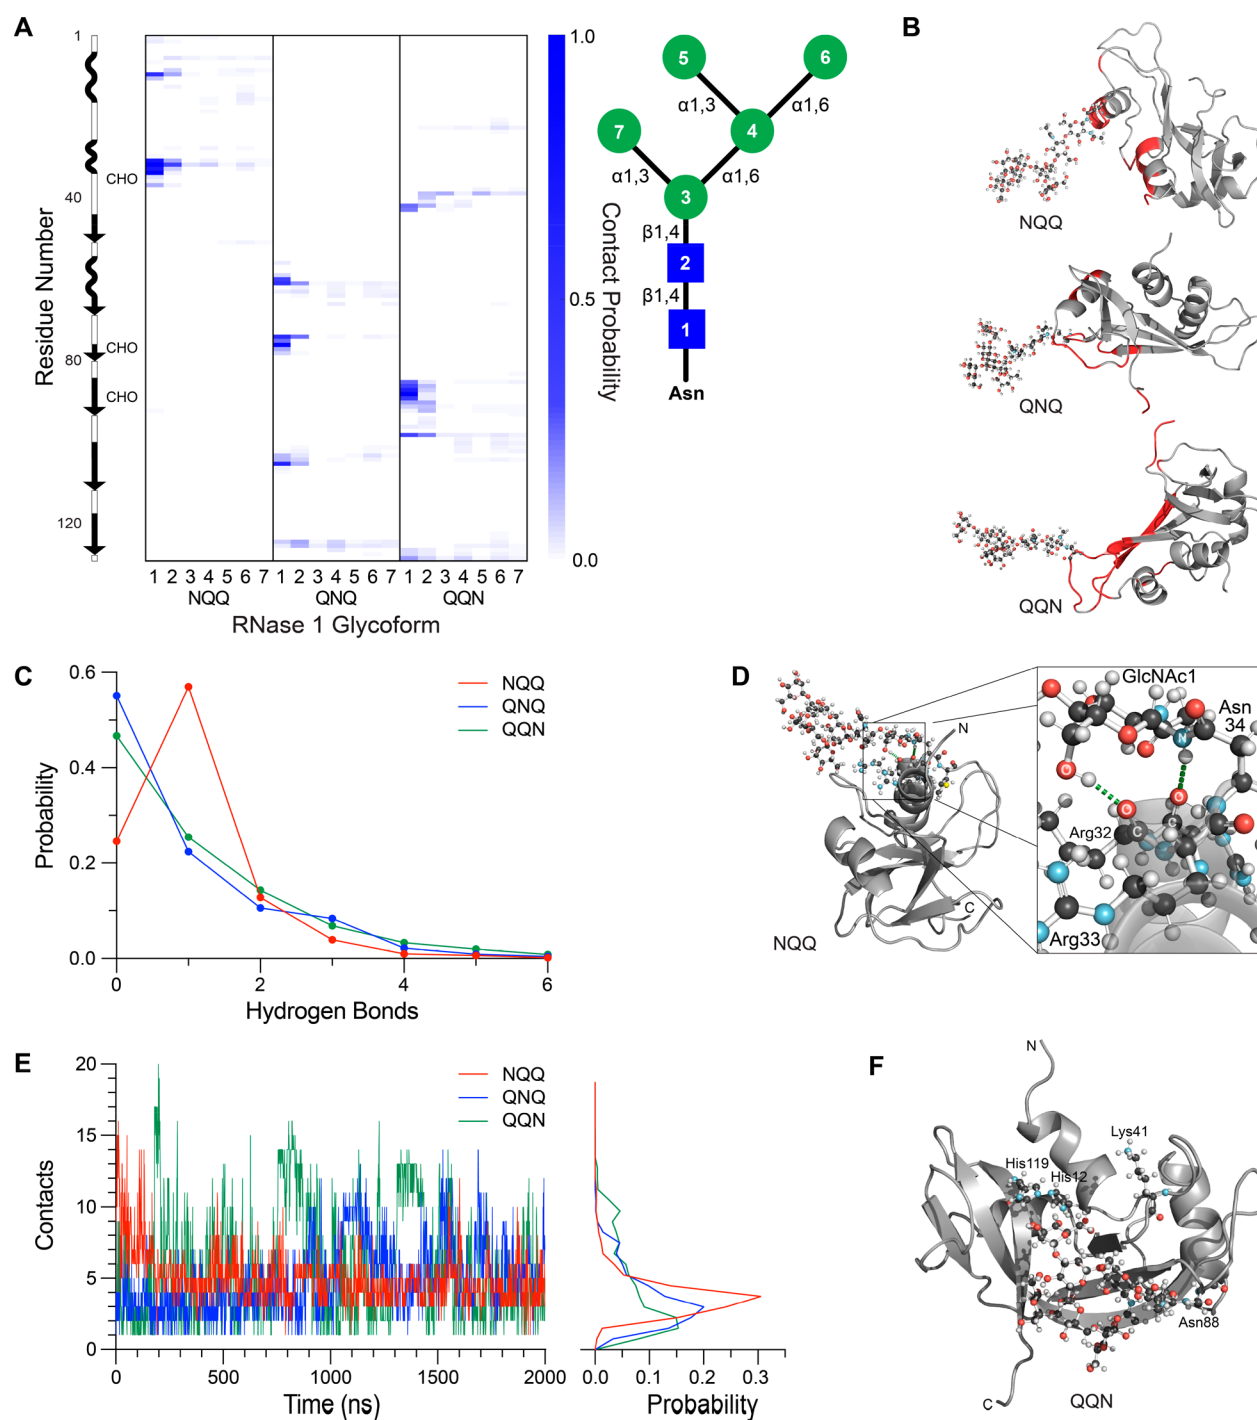 A
1
40
80
120
Residue Number
CHO
CHO
CHO
1 2 3 4 5 6 7
NQQ
1 2 3 4 5 6 7
QNQ
1 2 3 4 5 6 7
QQN
RNase 1 Glycoform
1.0
0.5
0.0
Contact Probability
5
6
α1,3
α1,6
7
4
α1,3
α1,6
3
β1,4
2
β1,4
1
Asn
B
NQQ
QNQ
QQN
C
0.6
0.4
0.2
0.0
Probability
0
2
4
6
Hydrogen Bonds
NQQ
QNQ
QQN
D
N
C
NQQ
GlcNAc1
Asn
34
N
O
O
O
C
C
Arg32
Arg33
E
20
15
10
5
0
Contacts
0
500
1000
1500
2000
Time (ns)
NQQ
QNQ
QQN
0.0
0.1
0.2
0.3
Probability
F
N
Lys41
His119
His12
Asn88
C
QQN